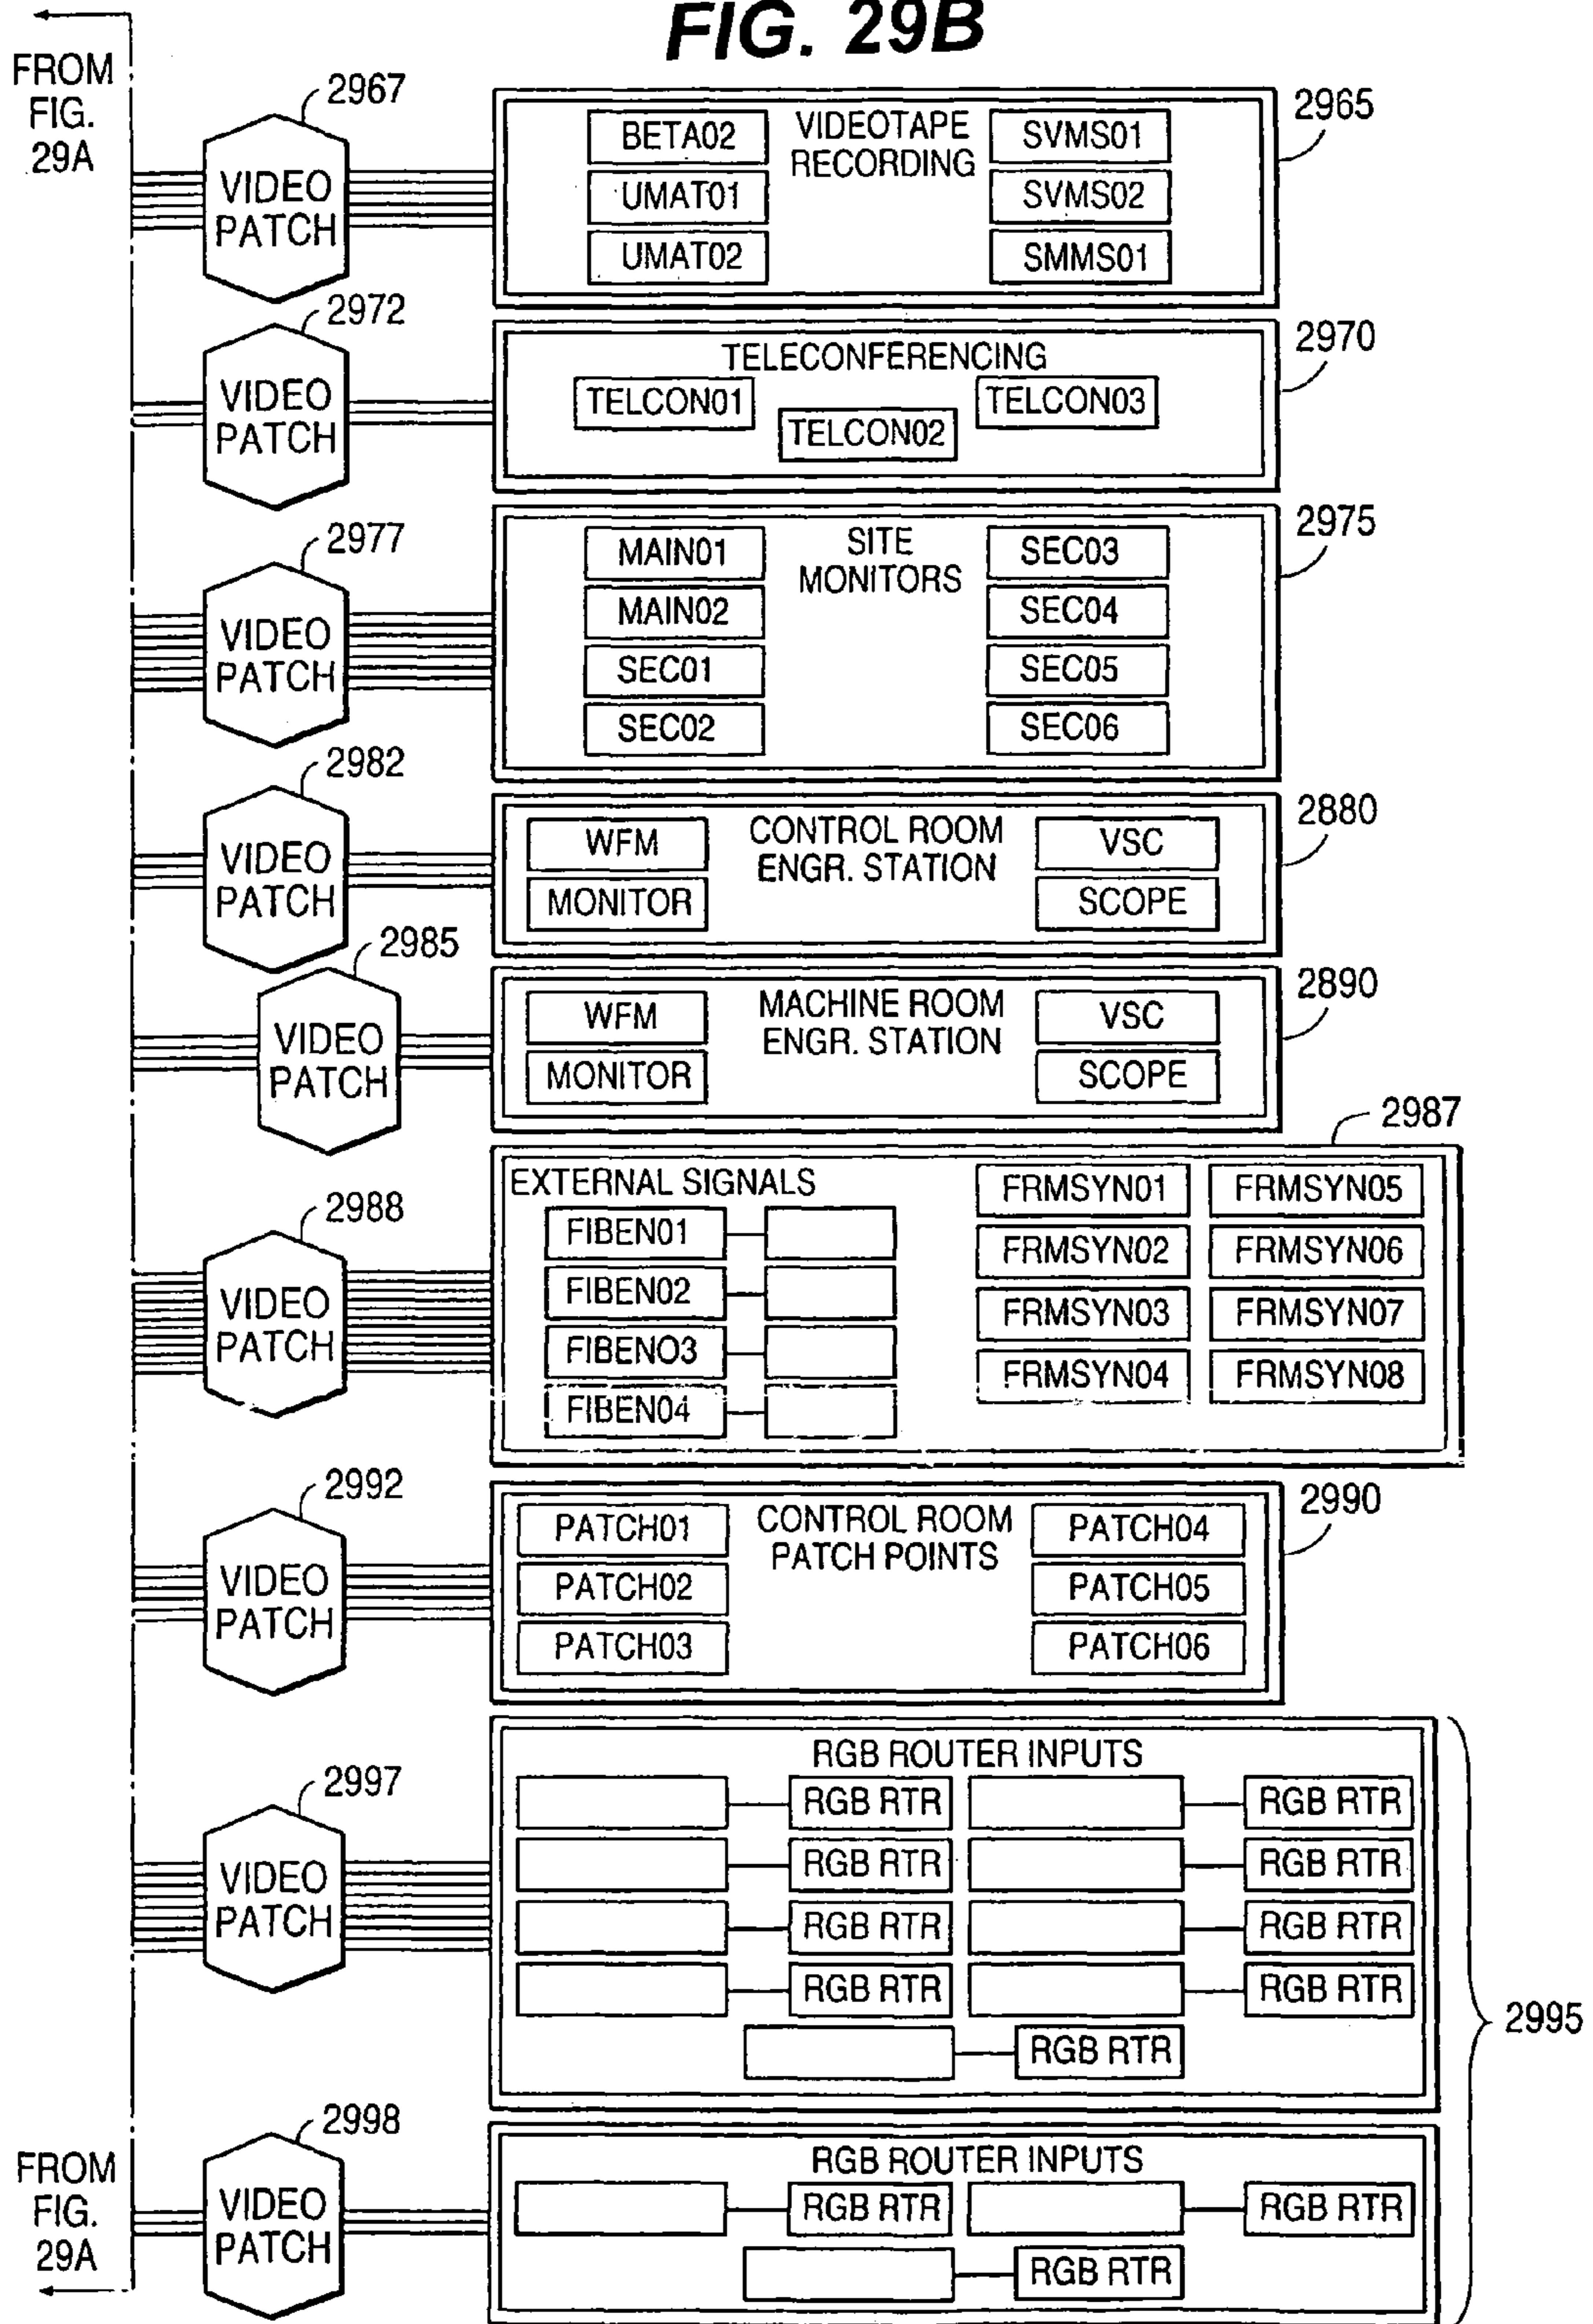 FIG. 29B
FROM
FIG.
29A
2967
VIDEO
PATCH
2965
BETA02
UMAT01
UMAT02
VIDEOTAPE
RECORDING
SVMS01
SVMS02
SMMS01
2972
VIDEO
PATCH
2970
TELECONFERENCING
TELCON01
TELCON02
TELCON03
2977
VIDEO
PATCH
2975
MAIN01
MAIN02
SEC01
SEC02
SITE
MONITORS
SEC03
SEC04
SEC05
SEC06
2982
VIDEO
PATCH
2880
WFM
MONITOR
CONTROL ROOM
ENGR. STATION
VSC
SCOPE
2985
VIDEO
PATCH
2890
WFM
MONITOR
MACHINE ROOM
ENGR. STATION
VSC
SCOPE
2988
VIDEO
PATCH
2987
EXTERNAL SIGNALS
FIBEN01
FIBEN02
FIBENO3
FIBEN04
FRMSYN01
FRMSYN02
FRMSYN03
FRMSYN04
FRMSYN05
FRMSYN06
FRMSYN07
FRMSYN08
2992
VIDEO
PATCH
2990
PATCH01
PATCH02
PATCH03
CONTROL ROOM
PATCH POINTS
PATCH04
PATCH05
PATCH06
2997
VIDEO
PATCH
2995
RGB ROUTER INPUTS
RGB RTR
RGB RTR
RGB RTR
RGB RTR
RGB RTR
RGB RTR
RGB RTR
RGB RTR
RGB RTR
2998
VIDEO
PATCH
RGB ROUTER INPUTS
RGB RTR
RGB RTR
RGB RTR
FROM
FIG.
29A